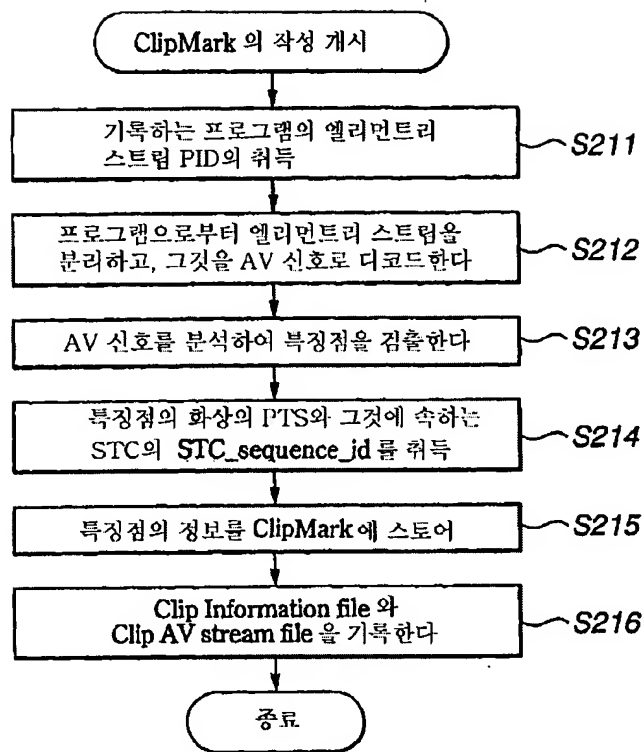 ClipMark 의 작성 개시
기록하는 프로그램의 엘리먼트리
스트림 PID의 취득
S211
프로그램으로부터 엘리먼트리 스트림을
분리하고, 그것을 AV 신호로 디코드한다
S212
AV 신호를 분석하여 특징점을 검출한다
S213
특징점의 화상의 PTS와 그것에 속하는
STC의 STC_sequence_id 를 취득
S214
특징점의 정보를 ClipMark 에 스토어
S215
Clip Information file 와
Clip AV stream file 을 기록한다
S216
종료